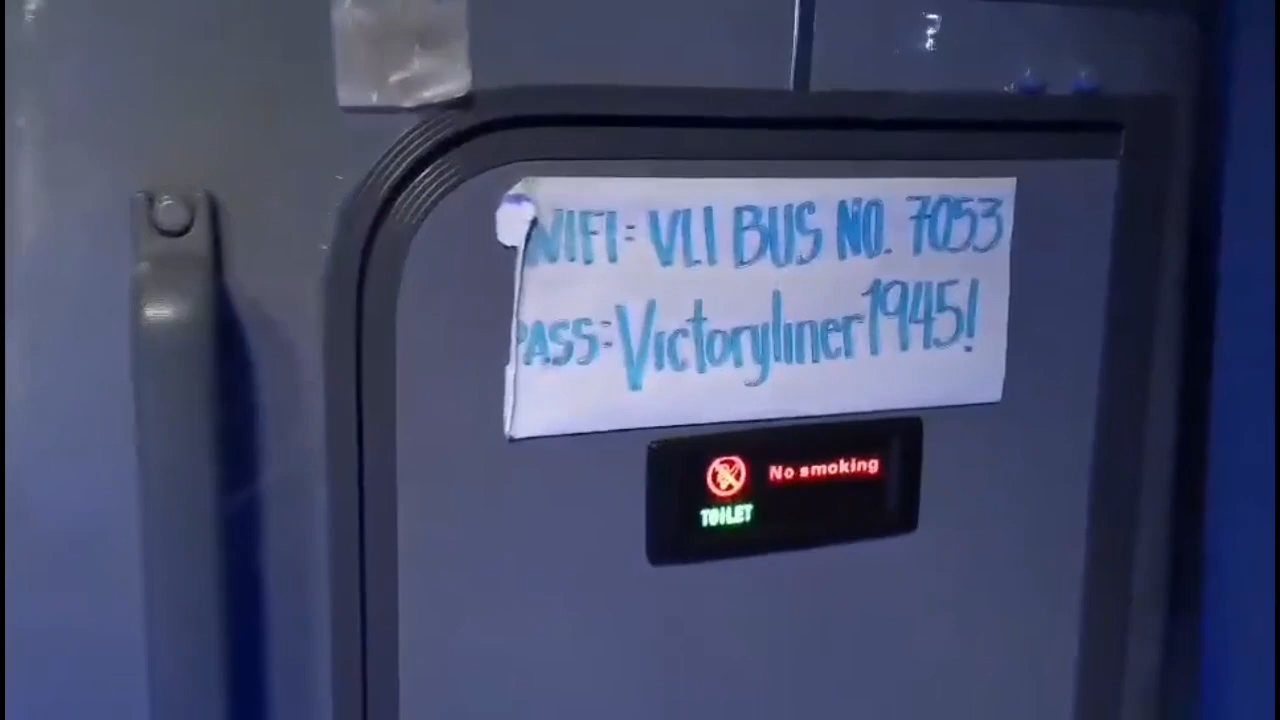 WIFI: VLI BUS NO. 7053
PASS: Victoryliner1945!
No smoking
TOILET